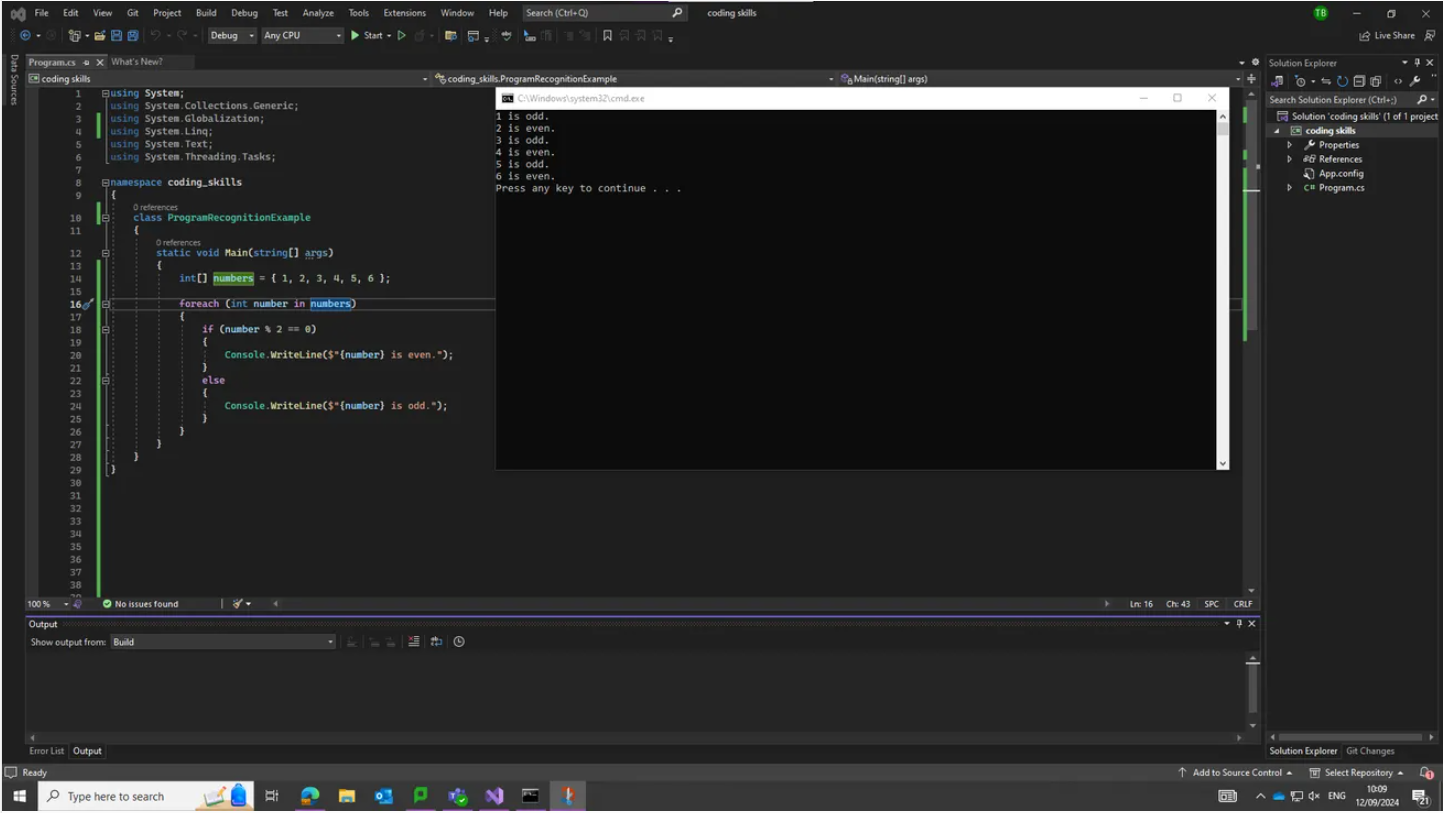 File Edit View Git Project Build Debug Test Analyze Tools Extensions Window Help Search (Ctrl+Q) coding skills TB
Debug Any CPU Start Live Share
Data Sources
Program.cs What's New?
coding skills coding_skills.ProgramRecognitionExample Main(string[] args)
1 using System;
2 using System.Collections.Generic;
3 using System.Globalization;
4 using System.Linq;
5 using System.Text;
6 using System.Threading.Tasks;
7
8 namespace coding_skills
9 {
0 references
10 class ProgramRecognitionExample
11 {
0 references
12 static void Main(string[] args)
13 {
14 int[] numbers = { 1, 2, 3, 4, 5, 6 };
15
16 foreach (int number in numbers)
17 {
18 if (number % 2 == 0)
19 {
20 Console.WriteLine($"{number} is even.");
21 }
22 else
23 {
24 Console.WriteLine($"{number} is odd.");
25 }
26 }
27 }
28 }
29 }
30
31
32
33
34
35
36
37
38
C:\Windows\system32\cmd.exe
1 is odd.
2 is even.
3 is odd.
4 is even.
5 is odd.
6 is even.
Press any key to continue . . .
Solution Explorer
Search Solution Explorer (Ctrl+;)
Solution 'coding skills' (1 of 1 project
coding skills
Properties
References
App.config
C# Program.cs
100 % No issues found Ln: 16 Ch: 43 SPC CRLF
Output
Show output from: Build
Error List Output
Solution Explorer Git Changes
Ready Add to Source Control Select Repository 1
Type here to search ENG 10:09
12/09/2024 21